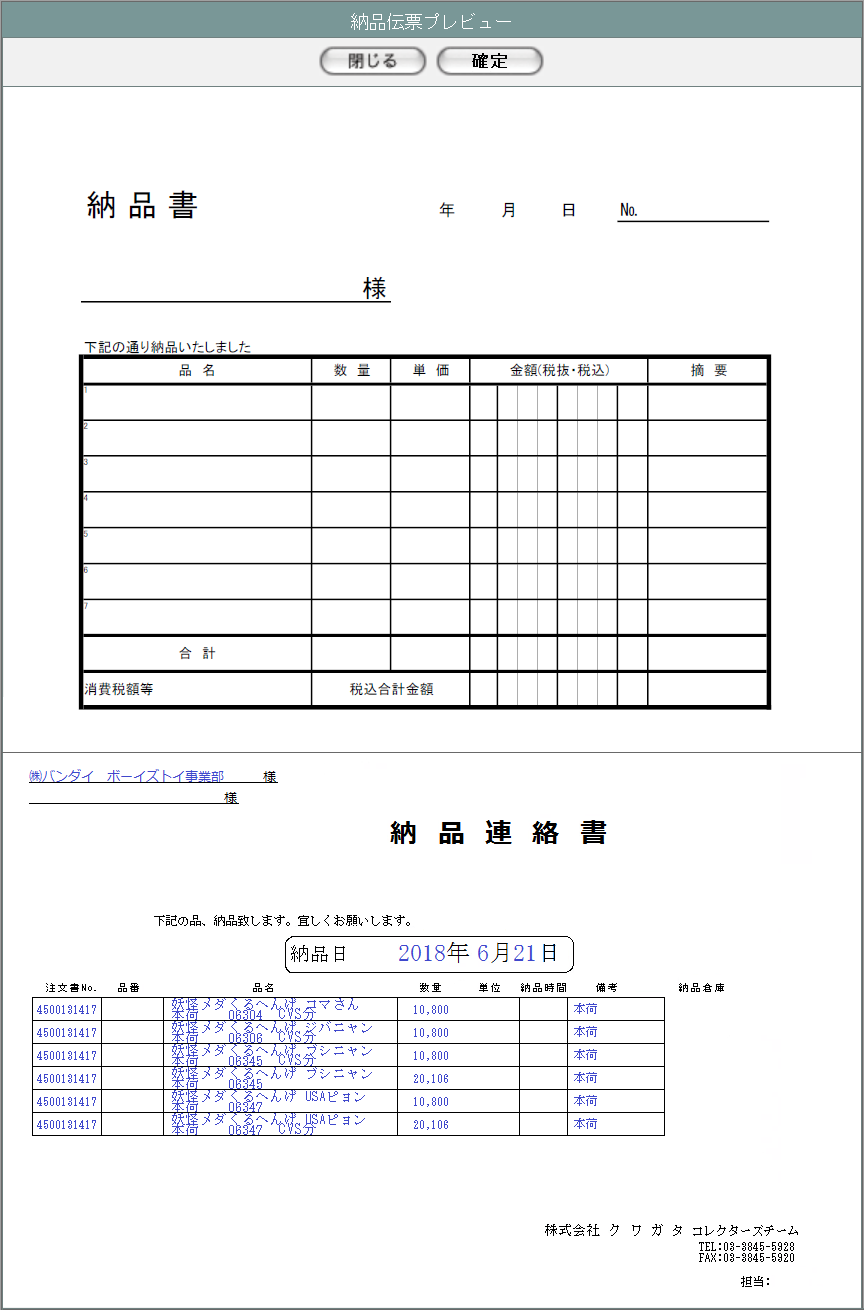 納品伝票プレビュー
閉じる 確定
納 品 書 年 月 日 No.
様
下記の通り納品いたしました
品 名 数 量 単 価 金額(税抜・税込) 摘 要
1
2
3
4
5
6
7
合 計
消費税額等 税込合計金額
㈱バンダイ ボーイズトイ事業部 様
様
納 品 連 絡 書
下記の品、納品致します。宜しくお願いします。
納品日 2018年 6月21日
注文書No. 品番 品名 数量 単位 納品時間 備考 納品倉庫
4500131417 妖怪メダくるへんげ コマさん 10,800 本荷
本荷 06304 CVS分
4500131417 妖怪メダくるへんげ ジバニャン 10,800 本荷
本荷 06306 CVS分
4500131417 妖怪メダくるへんげ ブシニャン 10,800 本荷
本荷 06345 CVS分
4500131417 妖怪メダくるへんげ ブシニャン 20,106 本荷
本荷 06345
4500131417 妖怪メダくるへんげ USAピョン 10,800 本荷
本荷 06347
4500131417 妖怪メダくるへんげ USAピョン 20,106 本荷
本荷 06347 CVS分
株式会社 ク ワ ガ タ コレクターズチーム
TEL:03-3845-5928
FAX:03-3845-5920
担当: